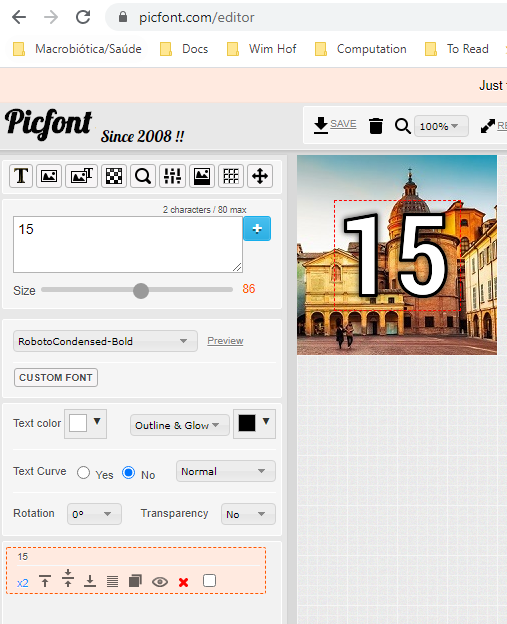 picfont.com/editor
Macrobiótica/Saúde Docs Wim Hof Computation To Read
Just
Picfont Since 2008 !!
SAVE 100%
T T
2 characters / 80 max
15
+
Size 86
15
RobotoCondensed-Bold Preview
CUSTOM FONT
Text color Outline & Glow
Text Curve Yes No Normal
Rotation 0º Transparency No
15
x2